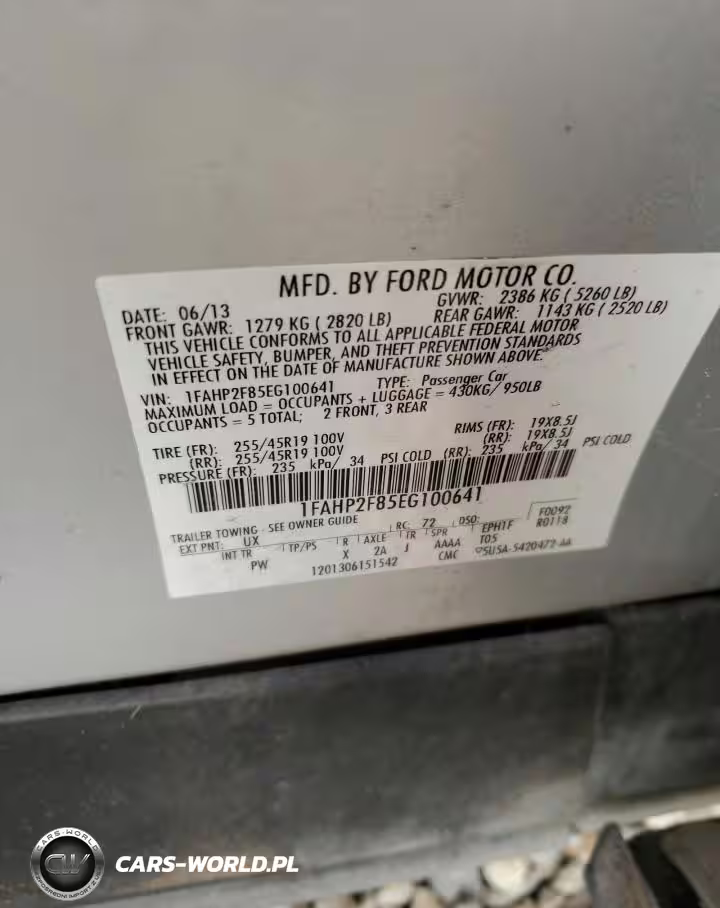 MFD. BY FORD MOTOR CO.
DATE: 06/13 GVWR: 2386 KG ( 5260 LB)
FRONT GAWR: 1279 KG ( 2820 LB) REAR GAWR: 1143 KG ( 2520 LB)
THIS VEHICLE CONFORMS TO ALL APPLICABLE FEDERAL MOTOR
VEHICLE SAFETY, BUMPER, AND THEFT PREVENTION STANDARDS
IN EFFECT ON THE DATE OF MANUFACTURE SHOWN ABOVE.
VIN: 1FAHP2F85EG100641 TYPE: Passenger Car
MAXIMUM LOAD = OCCUPANTS + LUGGAGE = 430KG/ 950LB
OCCUPANTS = 5 TOTAL; 2 FRONT, 3 REAR
TIRE (FR): 255/45R19 100V RIMS (FR): 19X8.5J
(RR): 255/45R19 100V (RR): 19X8.5J
PRESSURE (FR): 235 kPa/ 34 PSI COLD (RR): 235 kPa/ 34 PSI COLD
1FAHP2F85EG100641
TRAILER TOWING - SEE OWNER GUIDE
EXT PNT: UX RC: 72 DSO: F0092
INT TR TP/PS R AXLE TR SPR EPH1F R0118
PW X 2A J AAAA T05
1201306151542 CMC 5U5A-5420472-AA
CARS-WORLD
CW
CARS-WORLD.PL